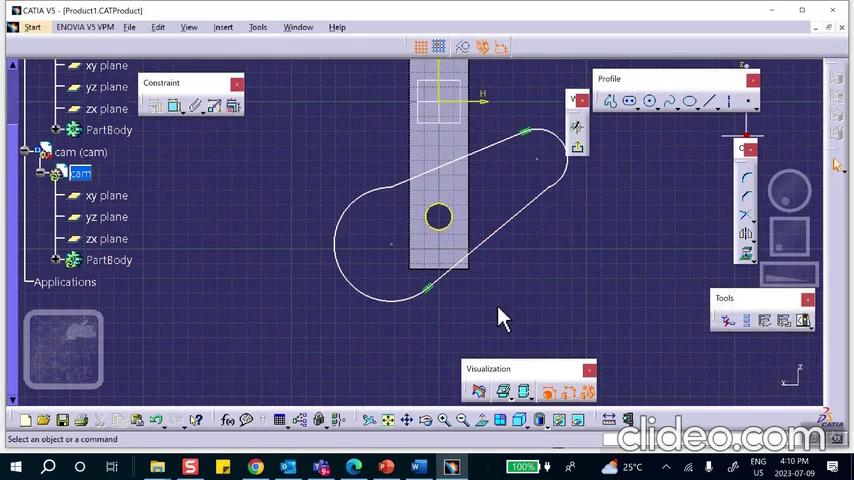 CATIA V5 - [Product1.CATProduct]
Start ENOVIA V5 VPM File Edit View Insert Tools Window Help
xy plane
yz plane
zx plane
PartBody
cam (cam)
cam
xy plane
yz plane
zx plane
PartBody
Applications
Constraint
H
Profile
z
Tools
Visualization
z
x
CATIA
Select an object or a command
clideo.com
100%
25°C
ENG
US
4:10 PM
2023-07-09